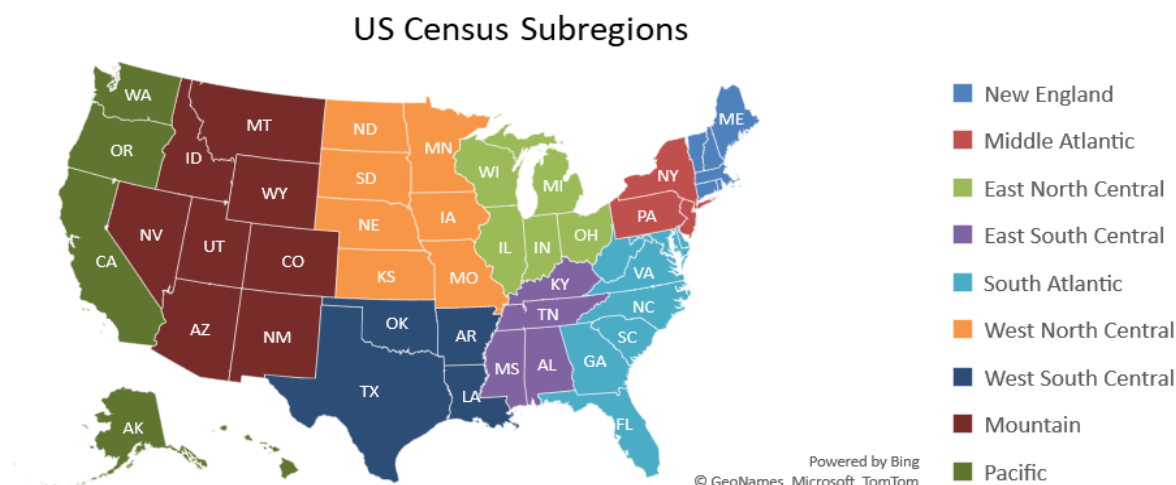 US Census Subregions
WA
OR
CA
NV
ID
MT
WY
UT
CO
AZ
NM
AK
ND
SD
NE
KS
MN
IA
MO
OK
TX
AR
LA
WI
MI
IL
IN
OH
KY
TN
MS
AL
NY
PA
ME
VA
NC
SC
GA
FL
New England
Middle Atlantic
East North Central
East South Central
South Atlantic
West North Central
West South Central
Mountain
Pacific
Powered by Bing
© GeoNames, Microsoft, TomTom